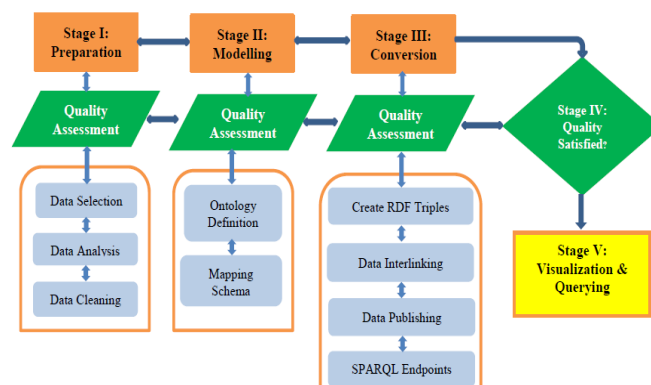 Stage I:
Preparation
Stage II:
Modelling
Stage III:
Conversion
Quality
Assessment
Quality
Assessment
Quality
Assessment
Stage IV:
Quality
Satisfied?
Data Selection
Data Analysis
Data Cleaning
Ontology
Definition
Mapping
Schema
Create RDF Triples
Data Interlinking
Data Publishing
SPARQL Endpoints
Stage V:
Visualization &
Querying